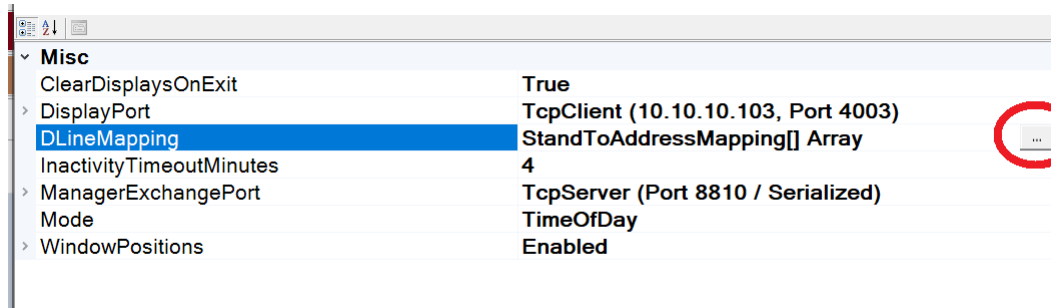 Misc
ClearDisplaysOnExit True
DisplayPort TcpClient (10.10.10.103, Port 4003)
DLineMapping StandToAddressMapping[] Array ...
InactivityTimeoutMinutes 4
ManagerExchangePort TcpServer (Port 8810 / Serialized)
Mode TimeOfDay
WindowPositions Enabled